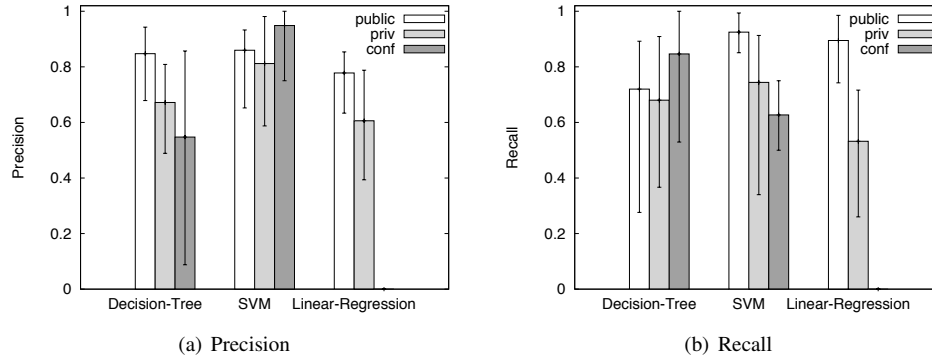 Precision
1
0.8
0.6
0.4
0.2
0
public
priv
conf
Decision-Tree SVM Linear-Regression
(a) Precision
Recall
1
0.8
0.6
0.4
0.2
0
public
priv
conf
Decision-Tree SVM Linear-Regression
(b) Recall